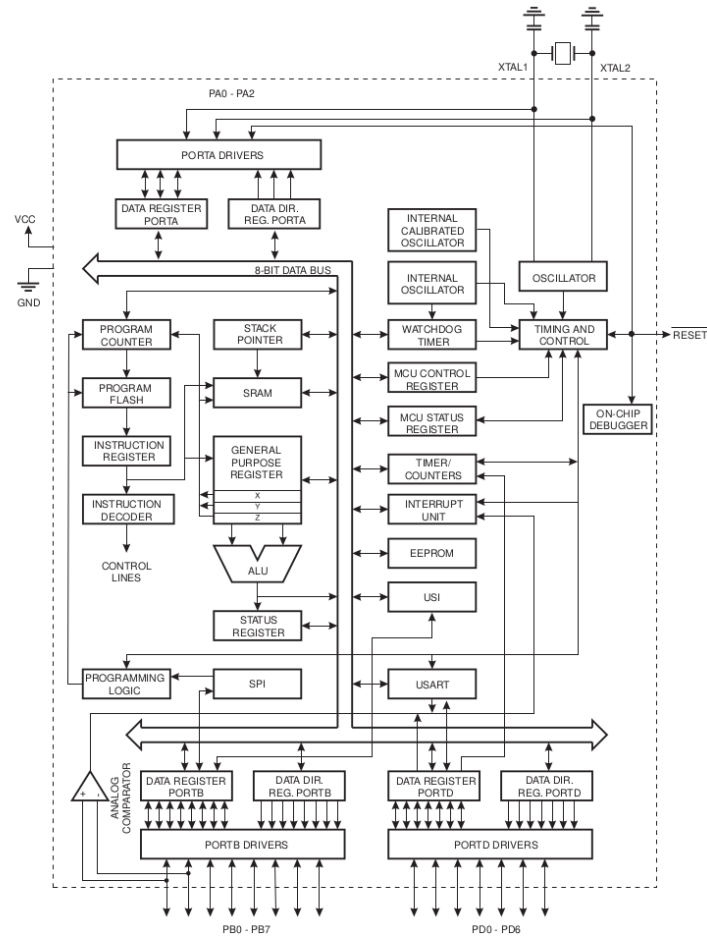 XTAL1
XTAL2
PA0 - PA2
PORTA DRIVERS
DATA REGISTER
PORTA
DATA DIR.
REG. PORTA
VCC
GND
8-BIT DATA BUS
INTERNAL
CALIBRATED
OSCILLATOR
INTERNAL
OSCILLATOR
OSCILLATOR
PROGRAM
COUNTER
STACK
POINTER
WATCHDOG
TIMER
TIMING AND
CONTROL
RESET
PROGRAM
FLASH
SRAM
MCU CONTROL
REGISTER
MCU STATUS
REGISTER
ON-CHIP
DEBUGGER
INSTRUCTION
REGISTER
GENERAL
PURPOSE
REGISTER
X
Y
Z
TIMER/
COUNTERS
INSTRUCTION
DECODER
INTERRUPT
UNIT
CONTROL
LINES
ALU
EEPROM
STATUS
REGISTER
USI
PROGRAMMING
LOGIC
SPI
USART
+
-
ANALOG
COMPARATOR
DATA REGISTER
PORTB
DATA DIR.
REG. PORTB
DATA REGISTER
PORTD
DATA DIR.
REG. PORTD
PORTB DRIVERS
PORTD DRIVERS
PB0 - PB7
PD0 - PD6